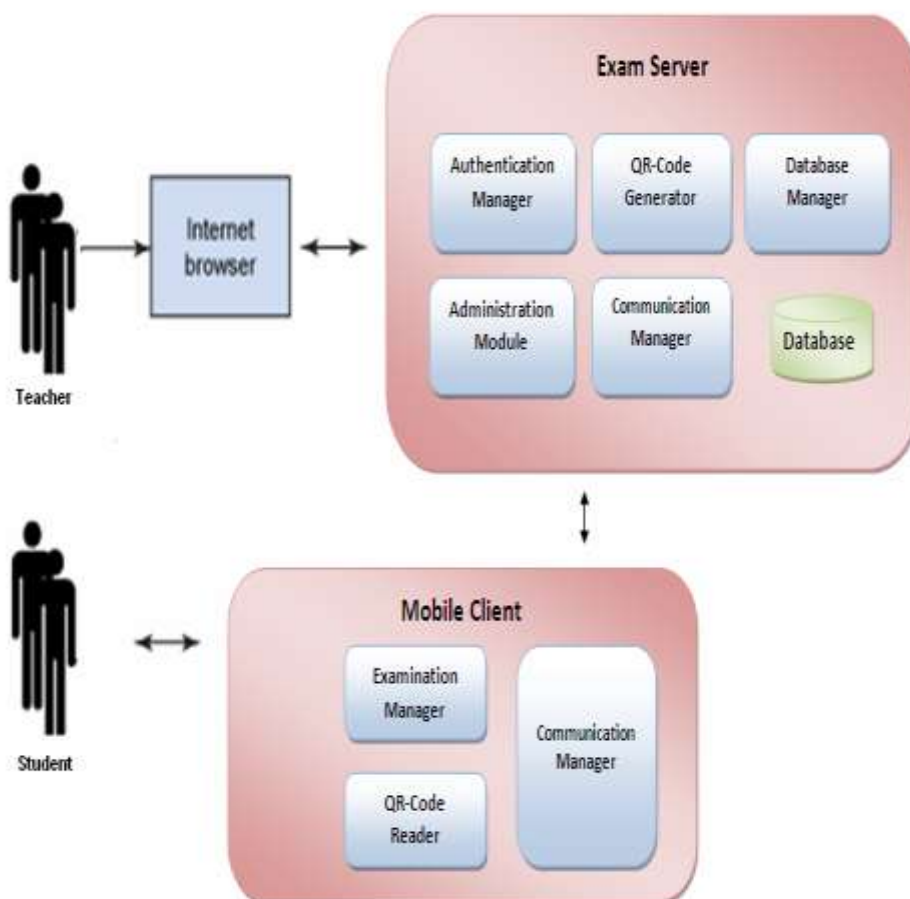 Exam Server
Authentication
Manager
QR-Code
Generator
Database
Manager
Internet
browser
Administration
Module
Communication
Manager
Database
Teacher
Mobile Client
Examination
Manager
Communication
Manager
QR-Code
Reader
Student